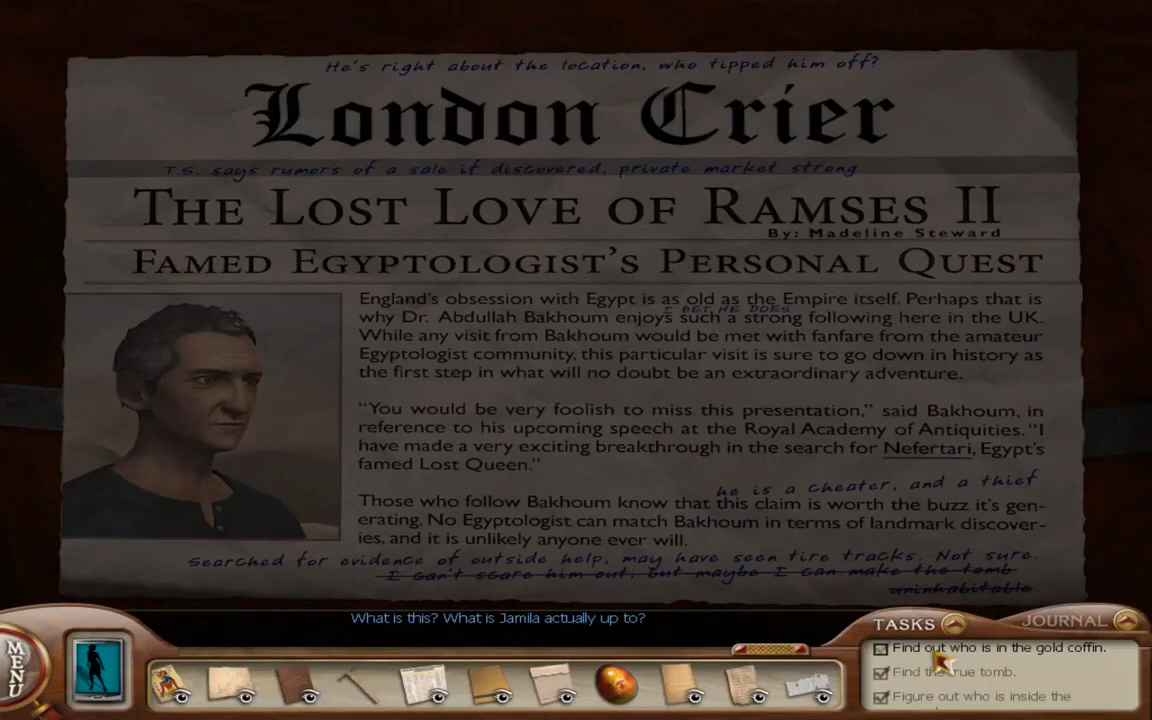 He's right about the location, who tipped him off?
London Crier
T.S. says rumors of a sale if discovered, private market strong.
The Lost Love of Ramses II
By: Madeline Steward
Famed Egyptologist's Personal Quest
England's obsession with Egypt is as old as the Empire itself. Perhaps that is
I BET HE DOES
why Dr. Abdullah Bakhoum enjoys such a strong following here in the UK.
While any visit from Bakhoum would be met with fanfare from the amateur
Egyptologist community, this particular visit is sure to go down in history as
the first step in what will no doubt be an extraordinary adventure.
"You would be very foolish to miss this presentation," said Bakhoum, in
reference to his upcoming speech at the Royal Academy of Antiquities. "I
have made a very exciting breakthrough in the search for Nefertari, Egypt's
famed Lost Queen."
he is a cheater, and a thief
Those who follow Bakhoum know that this claim is worth the buzz it's gen-
erating. No Egyptologist can match Bakhoum in terms of landmark discover-
ies, and it is unlikely anyone ever will.
Searched for evidence of outside help, may have seen tire tracks. Not sure.
I can't scare him out, but maybe I can make the tomb
uninhabitable.
What is this? What is Jamila actually up to?
MENU
TASKS
JOURNAL
Find out who is in the gold coffin.
Find the true tomb.
Figure out who is inside the